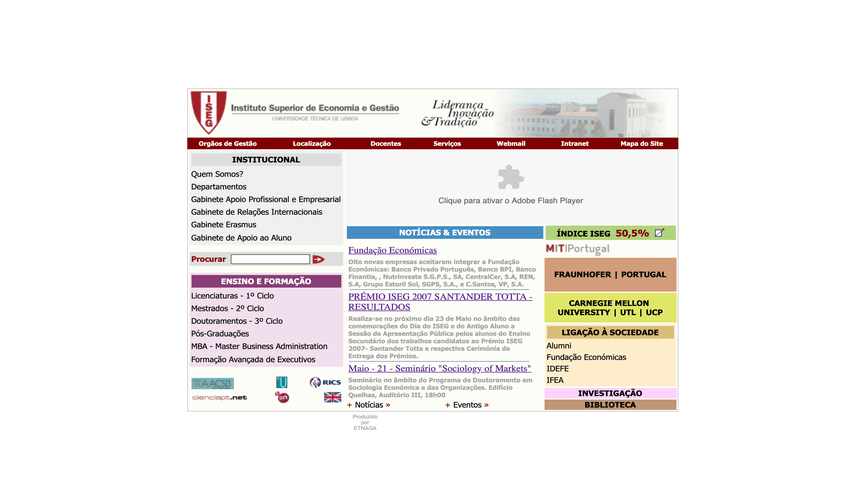 ISEG
Instituto Superior de Economia e Gestão
UNIVERSIDADE TÉCNICA DE LISBOA
Liderança
Inovação
&Tradição
Orgãos de Gestão
Localização
Docentes
Serviços
Webmail
Intranet
Mapa do Site
INSTITUCIONAL
Quem Somos?
Departamentos
Gabinete Apoio Profissional e Empresarial
Gabinete de Relações Internacionais
Gabinete Erasmus
Gabinete de Apoio ao Aluno
Procurar
ENSINO E FORMAÇÃO
Licenciaturas - 1º Ciclo
Mestrados - 2º Ciclo
Doutoramentos - 3º Ciclo
Pós-Graduações
MBA - Master Business Administration
Formação Avançada de Executivos
AACSB
RICS
cienciapt.net
Clique para ativar o Adobe Flash Player
NOTÍCIAS & EVENTOS
Fundação Económicas
Oito novas empresas aceitaram integrar a Fundação
Económicas: Banco Privado Português, Banco BPI, Banco
Finantia, , Nutrinveste S.G.P.S., SA, CentralCer, S.A, REN,
S.A, Grupo Estoril Sol, SGPS, S.A., e C.Santos, VP, S.A.
PRÉMIO ISEG 2007 SANTANDER TOTTA -
RESULTADOS
Realiza-se no próximo dia 23 de Maio no âmbito das
comemorações do Dia do ISEG e do Antigo Aluno a
Sessão de Apresentação Pública pelos alunos do Ensino
Secundário dos trabalhos candidatos ao Prémio ISEG
2007- Santander Totta e respectiva Cerimónia de
Entrega dos Prémios.
Maio - 21 - Seminário "Sociology of Markets"
Seminário no âmbito do Programa de Doutoramento em
Sociologia Económica e das Organizações. Edifício
Quelhas, Auditório III, 18h00
+ Notícias »
+ Eventos »
ÍNDICE ISEG 50,5%
MIT|Portugal
FRAUNHOFER | PORTUGAL
CARNEGIE MELLON
UNIVERSITY | UTL | UCP
LIGAÇÃO À SOCIEDADE
Alumni
Fundação Económicas
IDEFE
IFEA
INVESTIGAÇÃO
BIBLIOTECA
Produzido
por
ETNAGA